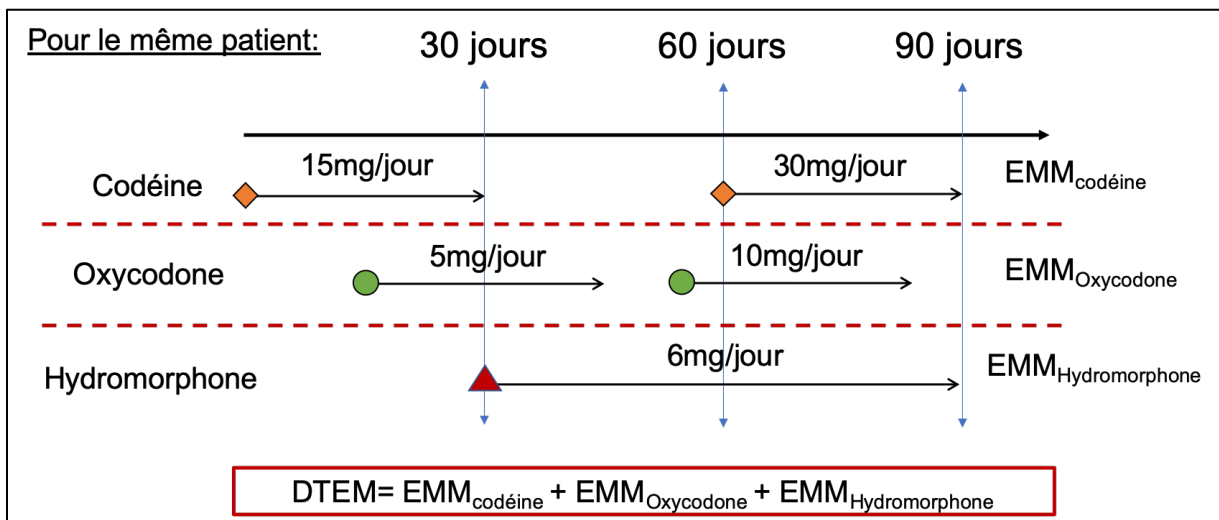 Pour le même patient:
30 jours 60 jours 90 jours
15mg/jour 30mg/jour
Codéine EMMcodéine
5mg/jour 10mg/jour
Oxycodone EMMOxycodone
6mg/jour
Hydromorphone EMMHydromorphone
DTEM= EMMcodéine + EMMOxycodone + EMMHydromorphone